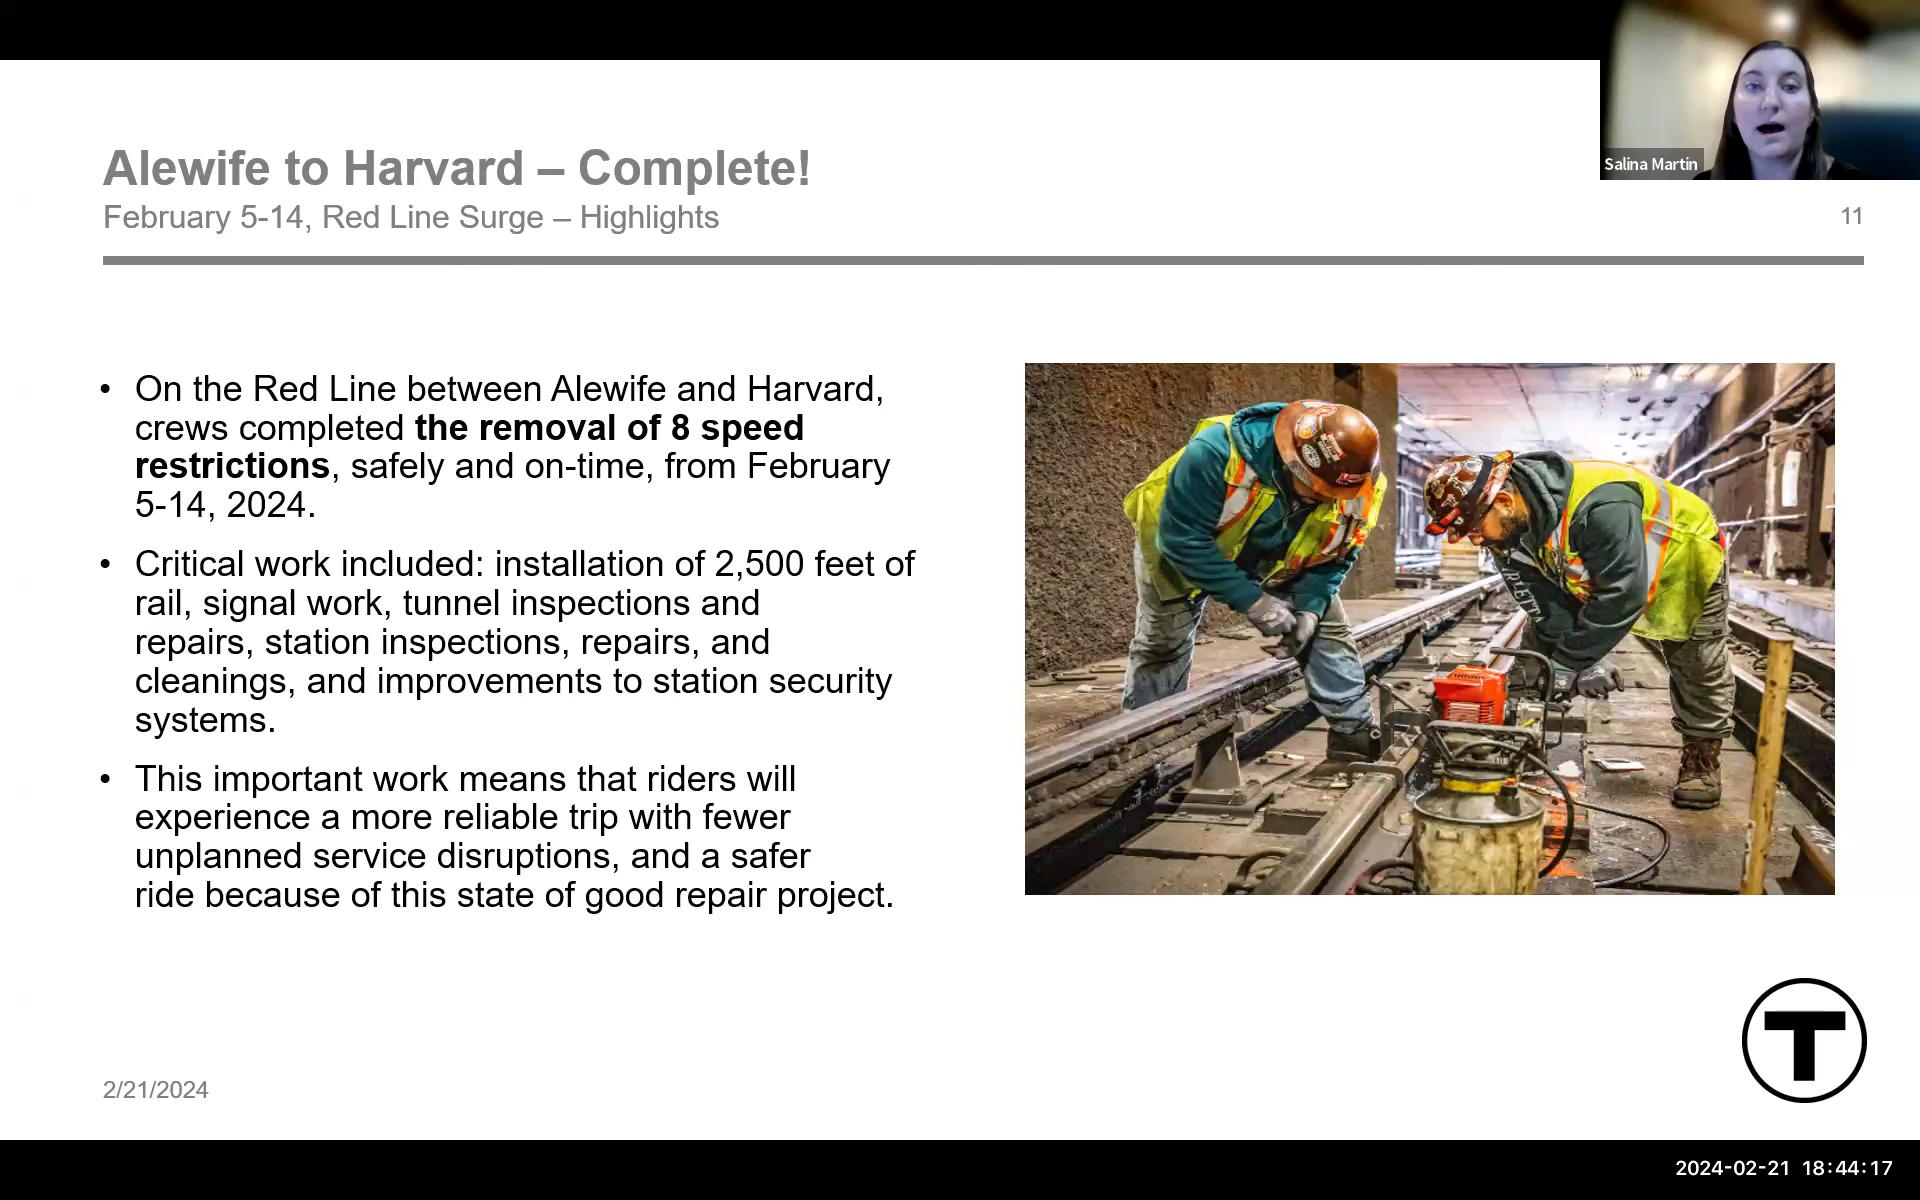 Salina Martin
Alewife to Harvard – Complete!
February 5-14, Red Line Surge – Highlights
11
• On the Red Line between Alewife and Harvard,
crews completed the removal of 8 speed
restrictions, safely and on-time, from February
5-14, 2024.
• Critical work included: installation of 2,500 feet of
rail, signal work, tunnel inspections and
repairs, station inspections, repairs, and
cleanings, and improvements to station security
systems.
• This important work means that riders will
experience a more reliable trip with fewer
unplanned service disruptions, and a safer
ride because of this state of good repair project.
T
2/21/2024
2024-02-21 18:44:17